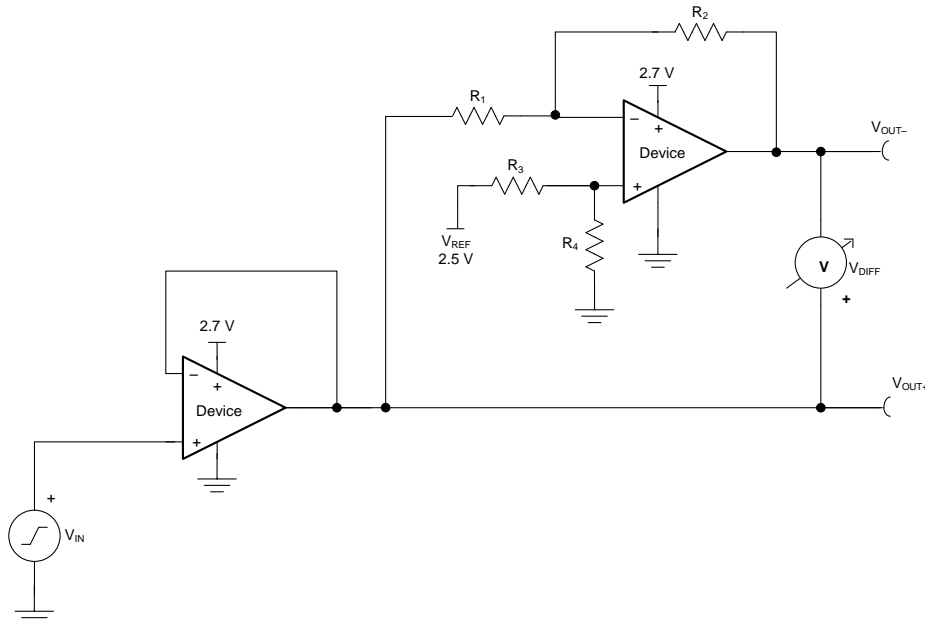 R2
2.7 V
R1
−
+
VOUT–
Device
R3
+
VREF
2.5 V
R4
V
VDIFF
+
2.7 V
VOUT+
−
+
Device
+
+
VIN